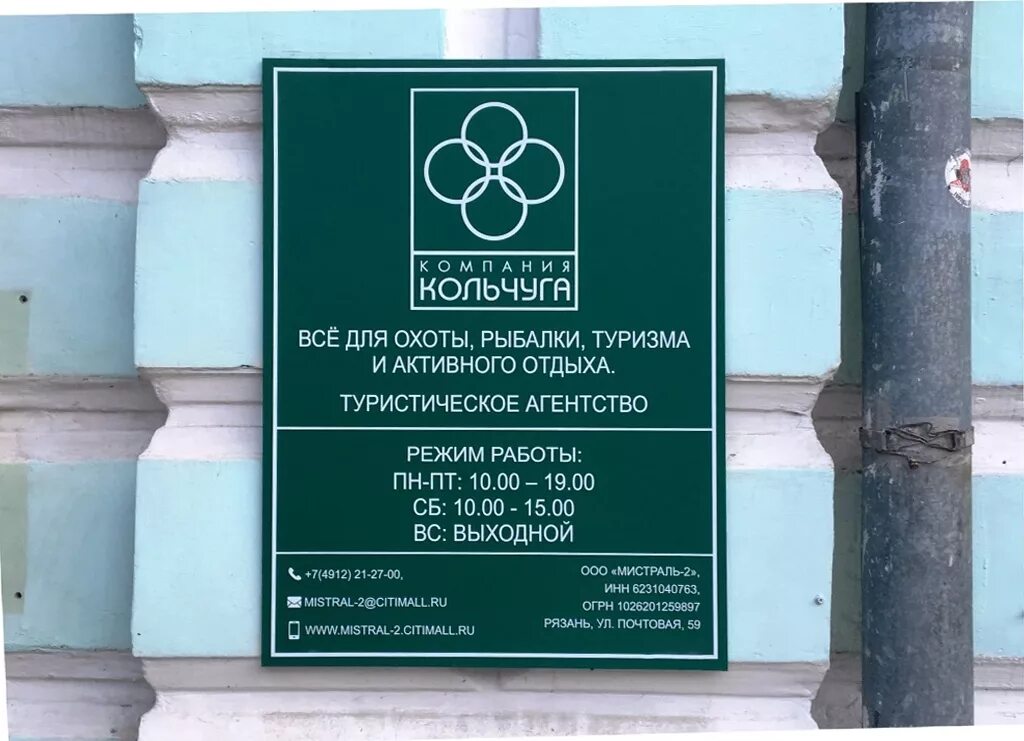 КОМПАНИЯ
КОЛЬЧУГА
ВСЁ ДЛЯ ОХОТЫ, РЫБАЛКИ, ТУРИЗМА
И АКТИВНОГО ОТДЫХА.
ТУРИСТИЧЕСКОЕ АГЕНТСТВО
РЕЖИМ РАБОТЫ:
ПН-ПТ: 10.00 – 19.00
СБ: 10.00 - 15.00
ВС: ВЫХОДНОЙ
+7(4912) 21-27-00,
MISTRAL-2@CITIMALL.RU
WWW.MISTRAL-2.CITIMALL.RU
ООО «МИСТРАЛЬ-2»,
ИНН 6231040763,
ОГРН 1026201259897
РЯЗАНЬ, УЛ. ПОЧТОВАЯ, 59